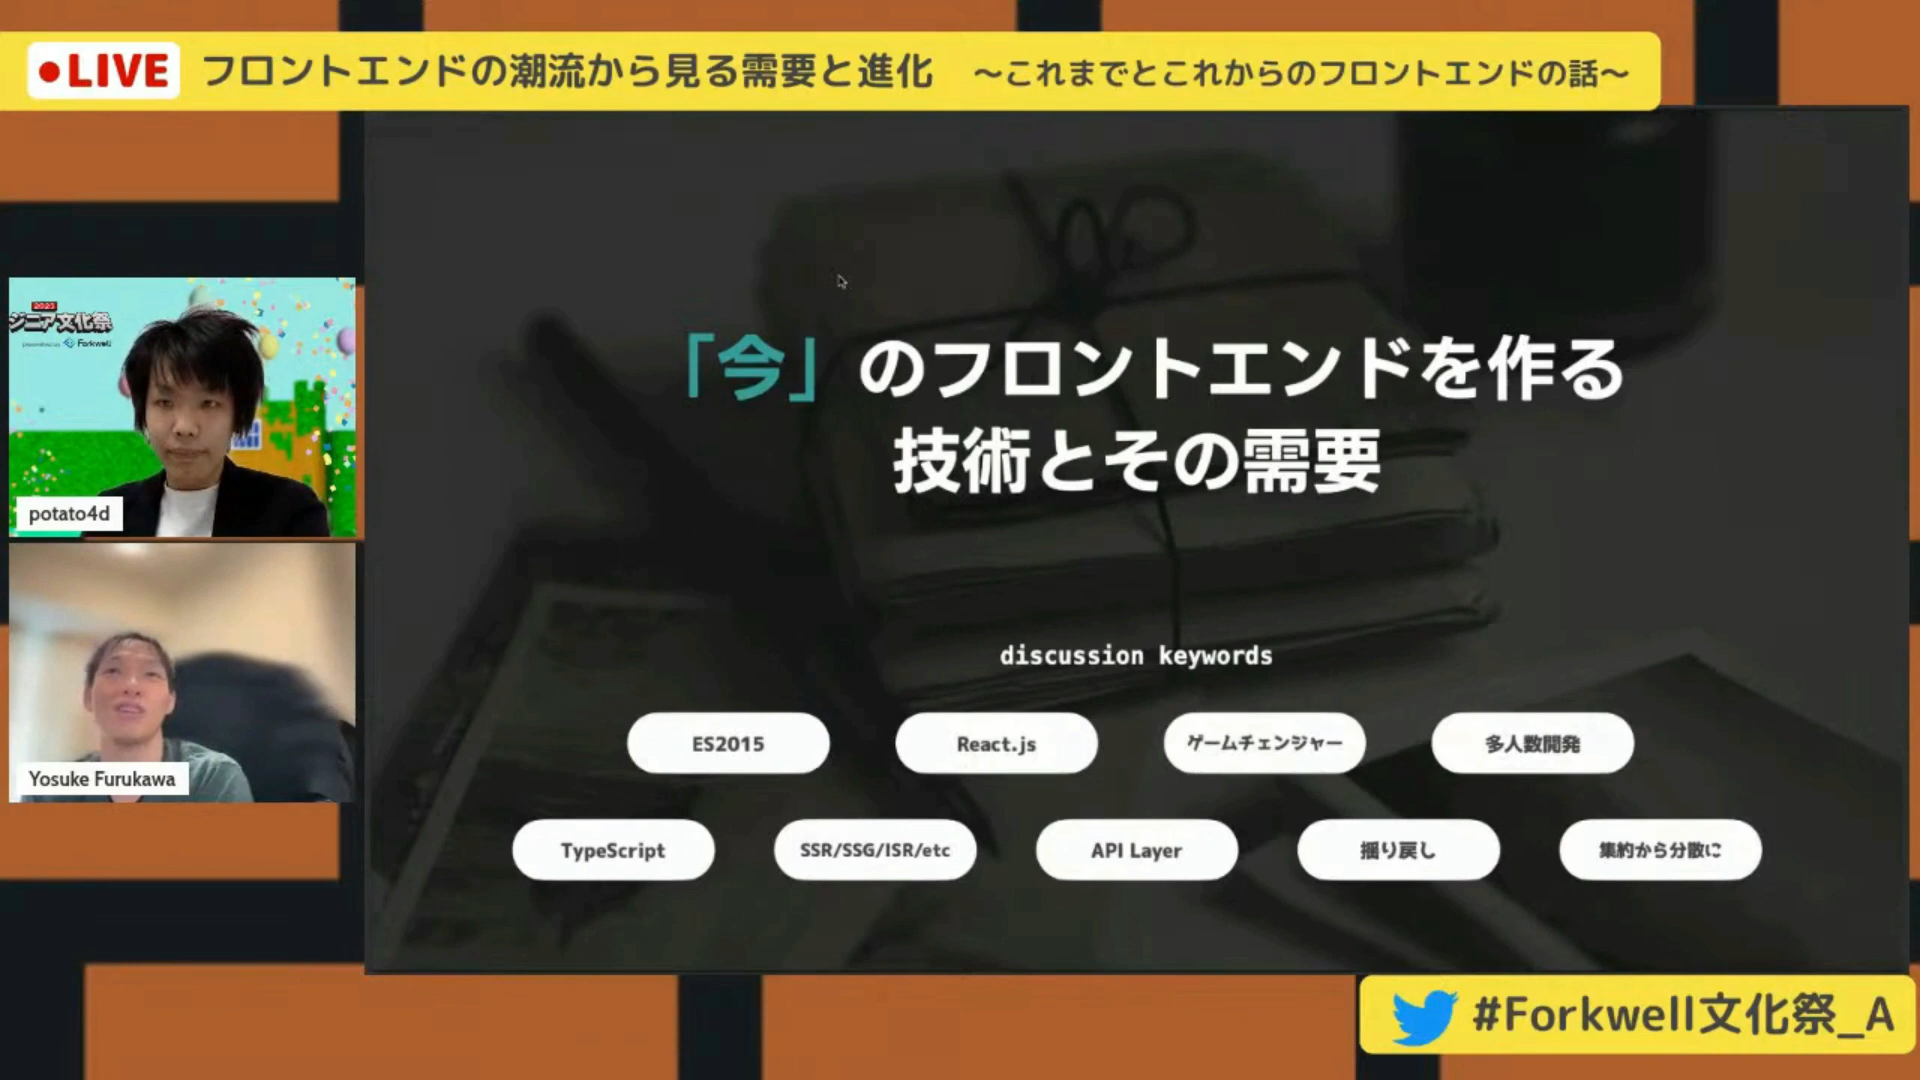 LIVE フロントエンドの潮流から見る需要と進化 ～これまでとこれからのフロントエンドの話～
2023
ジニア文化祭
Forkwell
potato4d
Yosuke Furukawa
「今」のフロントエンドを作る
技術とその需要
discussion keywords
ES2015 React.js ゲームチェンジャー 多人数開発
TypeScript SSR/SSG/ISR/etc API Layer 揺り戻し 集約から分散に
#Forkwell文化祭_A